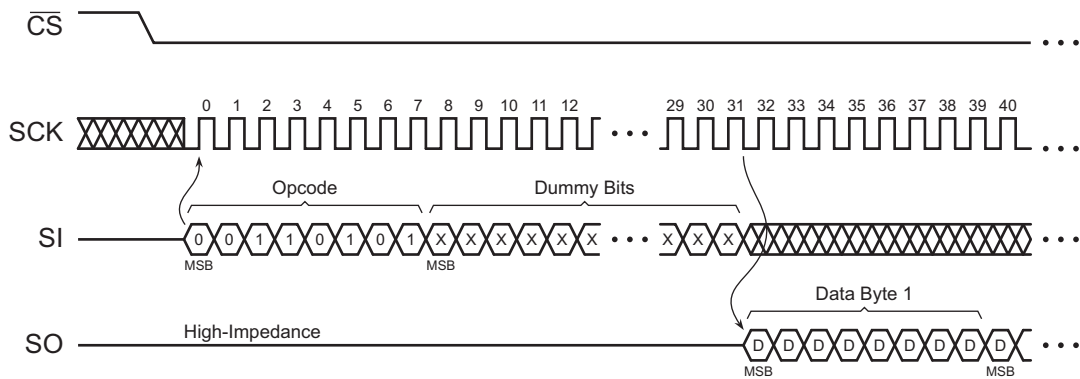 CS
0 1 2 3 4 5 6 7 8 9 10 11 12 29 30 31 32 33 34 35 36 37 38 39 40
SCK
Opcode Dummy Bits
SI 0 0 1 1 0 1 0 1 X X X X X X X X X
MSB MSB
Data Byte 1
High-Impedance
SO D D D D D D D D D
MSB MSB